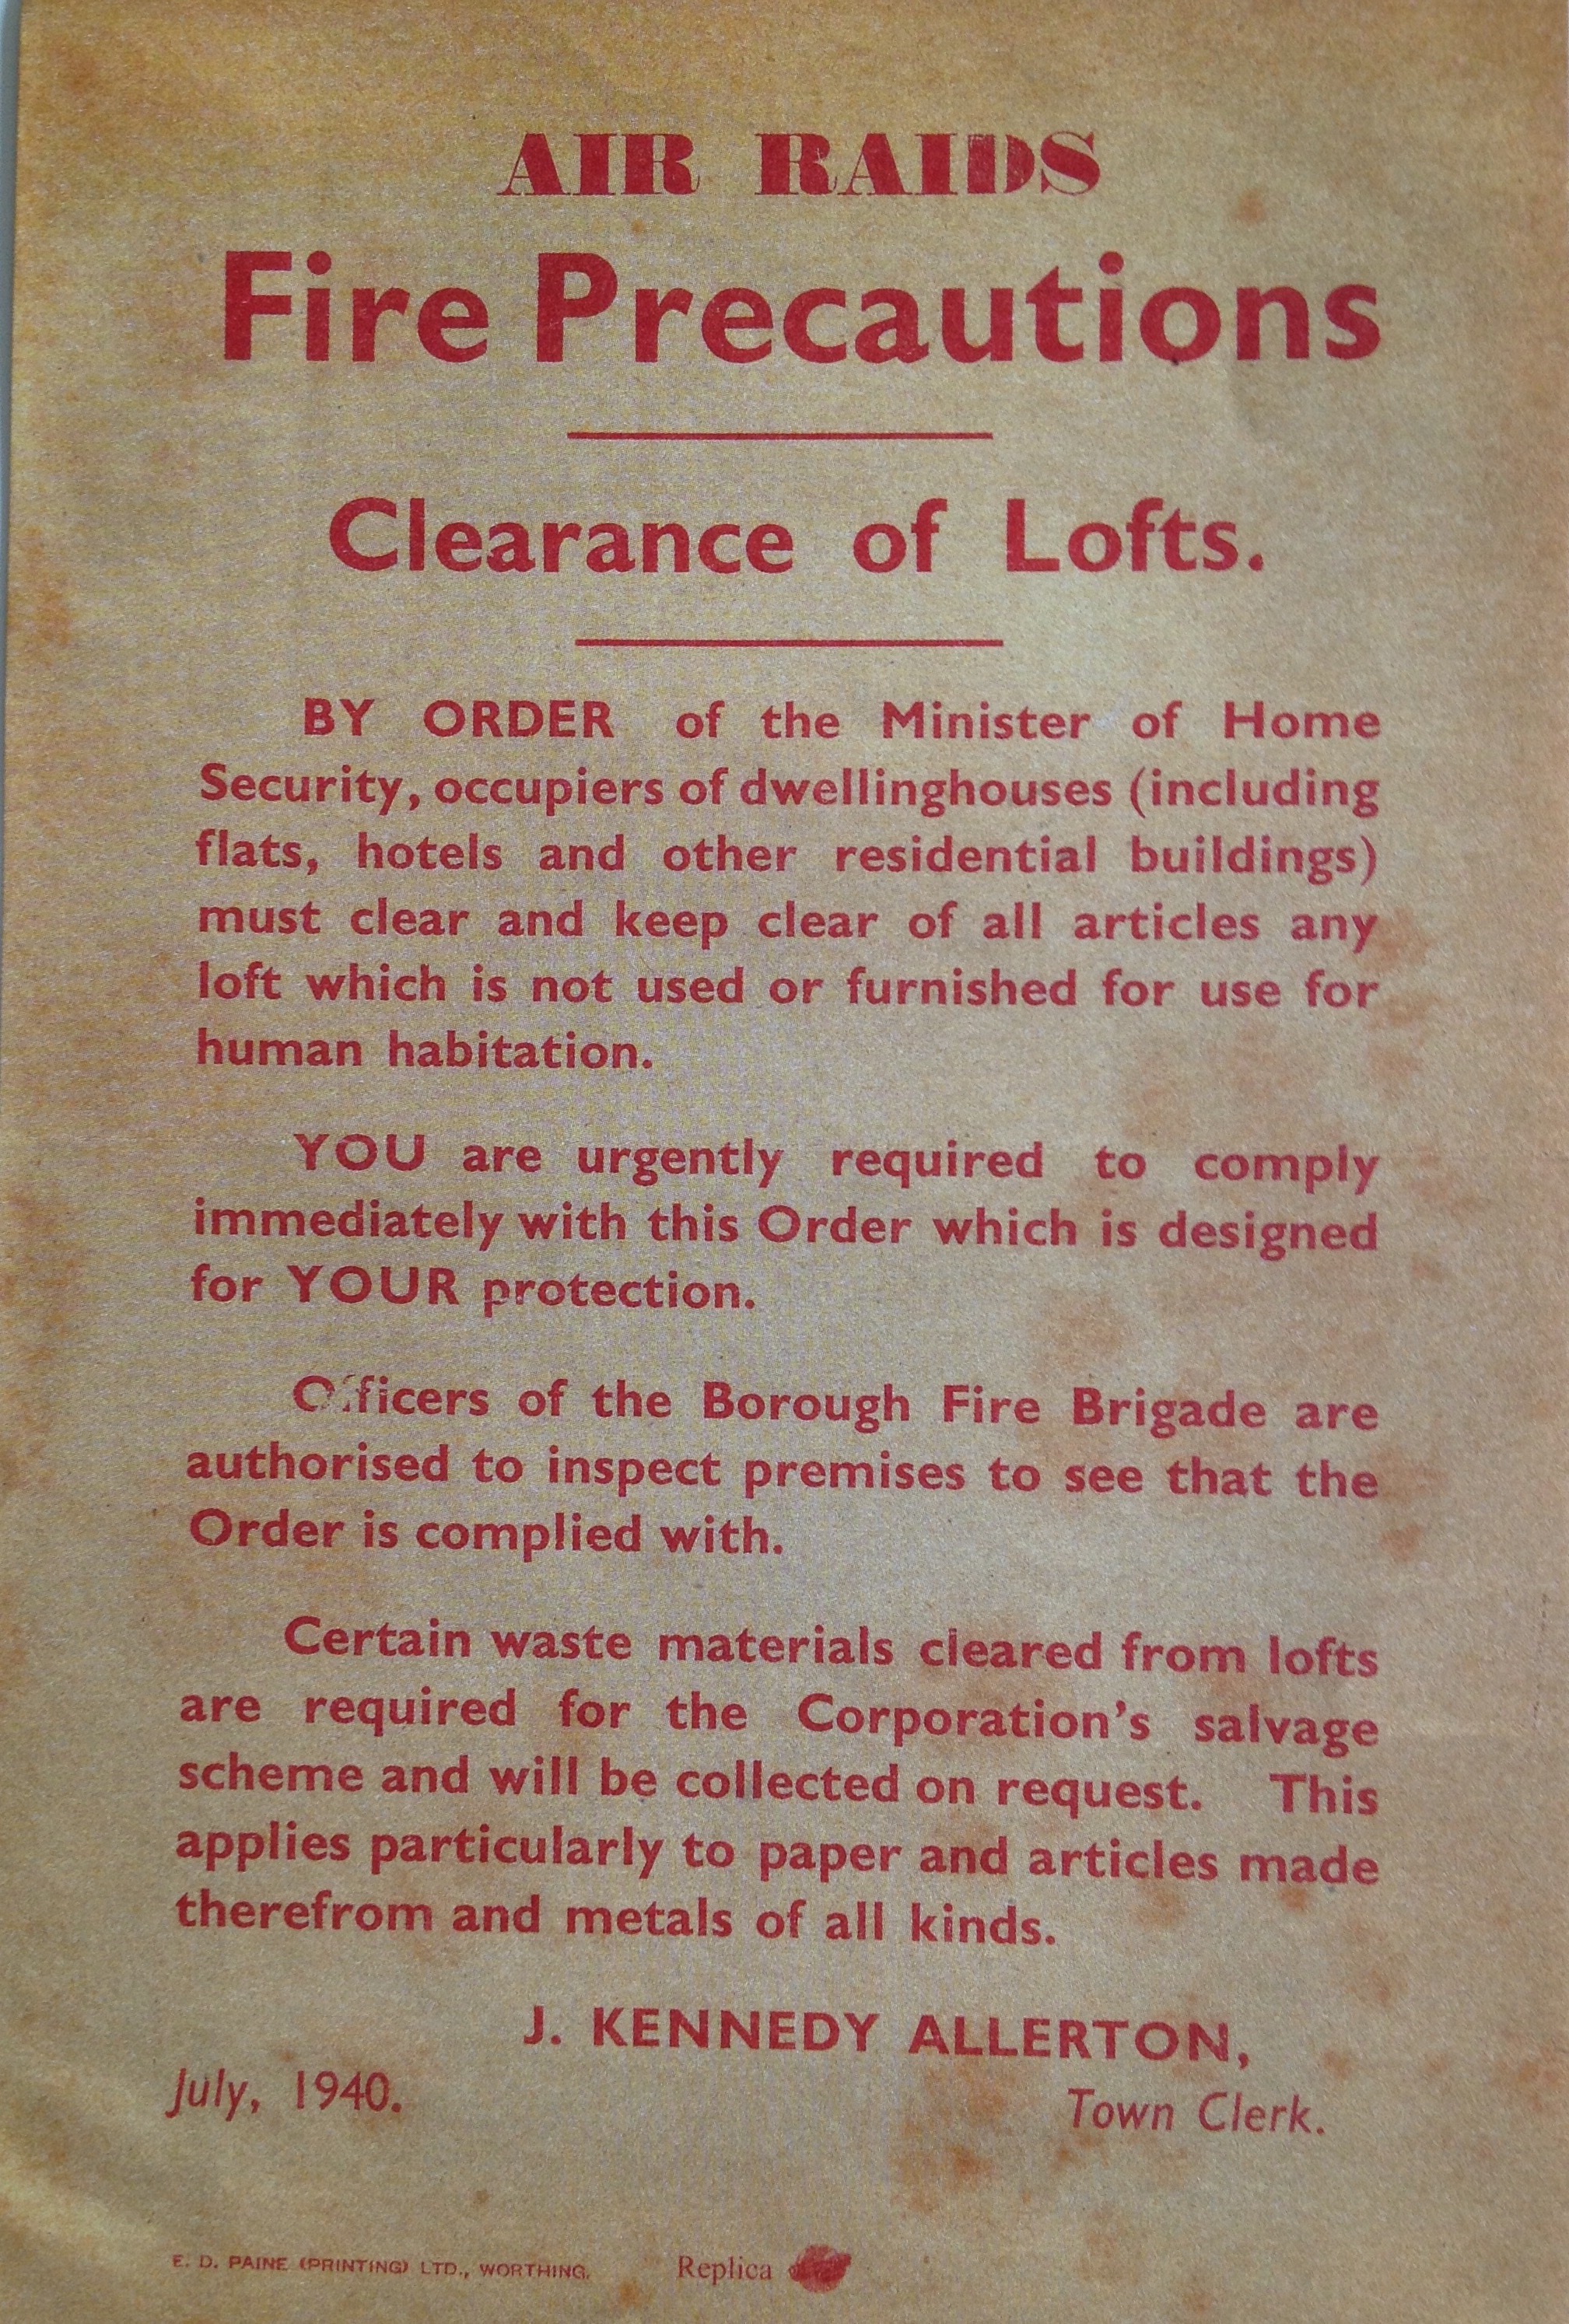 AIR RAIDS
Fire Precautions
Clearance of Lofts.
BY ORDER of the Minister of Home
Security, occupiers of dwellinghouses (including
flats, hotels and other residential buildings)
must clear and keep clear of all articles any
loft which is not used or furnished for use for
human habitation.
YOU are urgently required to comply
immediately with this Order which is designed
for YOUR protection.
Officers of the Borough Fire Brigade are
authorised to inspect premises to see that the
Order is complied with.
Certain waste materials cleared from lofts
are required for the Corporation's salvage
scheme and will be collected on request. This
applies particularly to paper and articles made
therefrom and metals of all kinds.
J. KENNEDY ALLERTON,
July, 1940.
Town Clerk.
E. D. PAINE (PRINTING) LTD., WORTHING. Replica